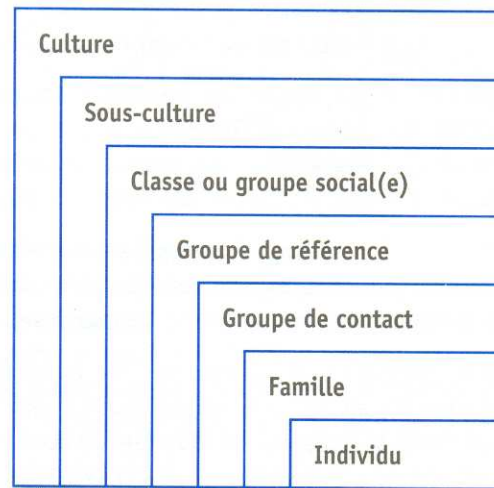 Culture
Sous-culture
Classe ou groupe social(e)
Groupe de référence
Groupe de contact
Famille
Individu